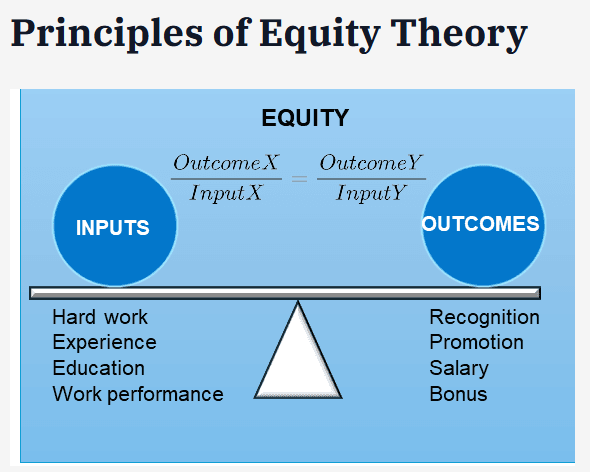 Principles of Equity Theory
EQUITY
OutcomeX / InputX = OutcomeY / InputY
INPUTS
OUTCOMES
Hard work
Experience
Education
Work performance
Recognition
Promotion
Salary
Bonus